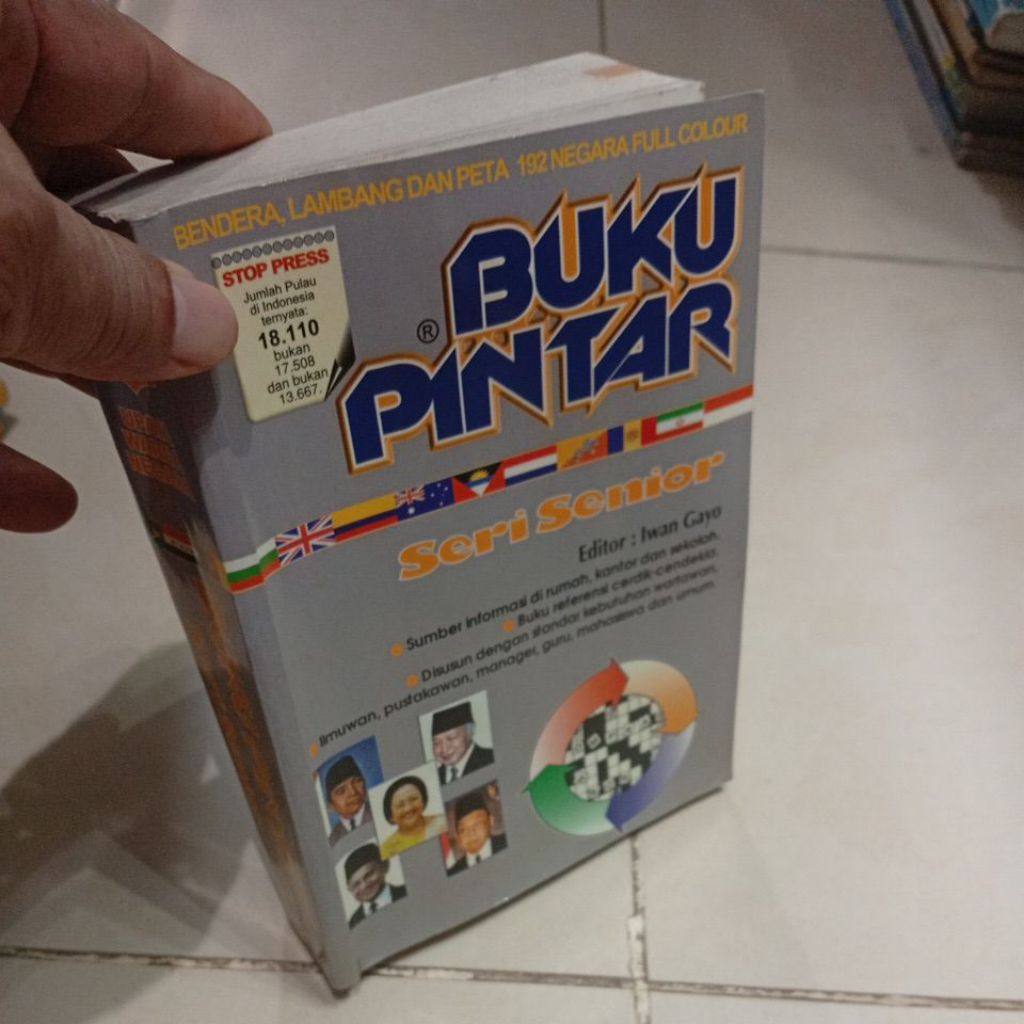 BENDERA, LAMBANG DAN PETA 192 NEGARA FULL COLOUR
STOP PRESS
Jumlah Pulau
di Indonesia
ternyata:
18.110
bukan
17.508
dan bukan
13.667.
BUKU
® PINTAR
Seri Senior
Editor : Iwan Gayo
Sumber informasi di rumah, kantor dan sekolah.
Buku referensi cerdik-cendekia.
Disusun dengan standar kebutuhan wartawan,
ilmuwan, pustakawan, manager, guru, mahasiswa dan umum.